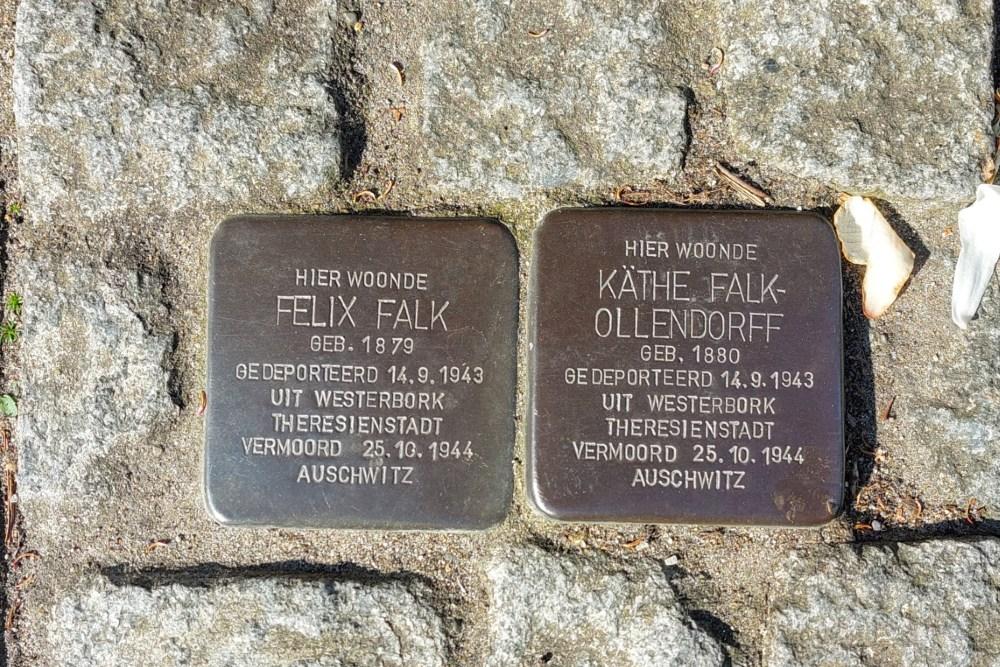 HIER WOONDE
FELIX FALK
GEB. 1879
GEDEPORTEERD 14.9.1943
UIT WESTERBORK
THERESIENSTADT
VERMOORD 25.10.1944
AUSCHWITZ
HIER WOONDE
KÄTHE FALK-
OLLENDORFF
GEB. 1880
GEDEPORTEERD 14.9.1943
UIT WESTERBORK
THERESIENSTADT
VERMOORD 25.10.1944
AUSCHWITZ